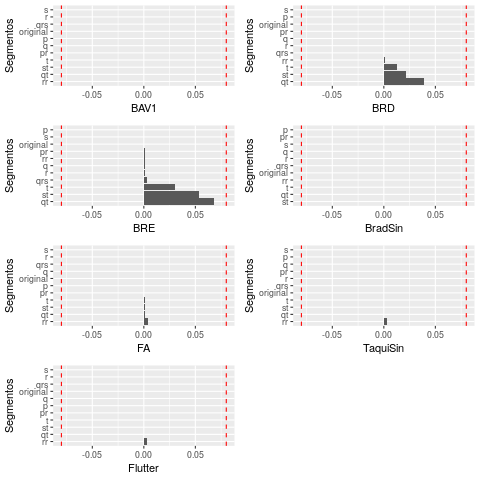 Segmentos
s
r
qrs
original
p
q
pr
t
st
qt
rr
-0.05 0.00 0.05
BAV1
Segmentos
s
p
original
pr
q
qrs
r
t
st
qt
rr
-0.05 0.00 0.05
BRD
Segmentos
p
s
original
pr
rr
q
r
qrs
t
st
qt
-0.05 0.00 0.05
BRE
Segmentos
p
pr
s
q
r
qrs
original
rr
t
qt
st
-0.05 0.00 0.05
BradSin
Segmentos
s
r
qrs
q
original
p
pr
t
st
qt
rr
-0.05 0.00 0.05
FA
Segmentos
s
p
q
r
pr
qrs
original
t
st
qt
rr
-0.05 0.00 0.05
TaquiSin
Segmentos
s
r
qrs
original
q
p
pr
t
st
qt
rr
-0.05 0.00 0.05
Flutter